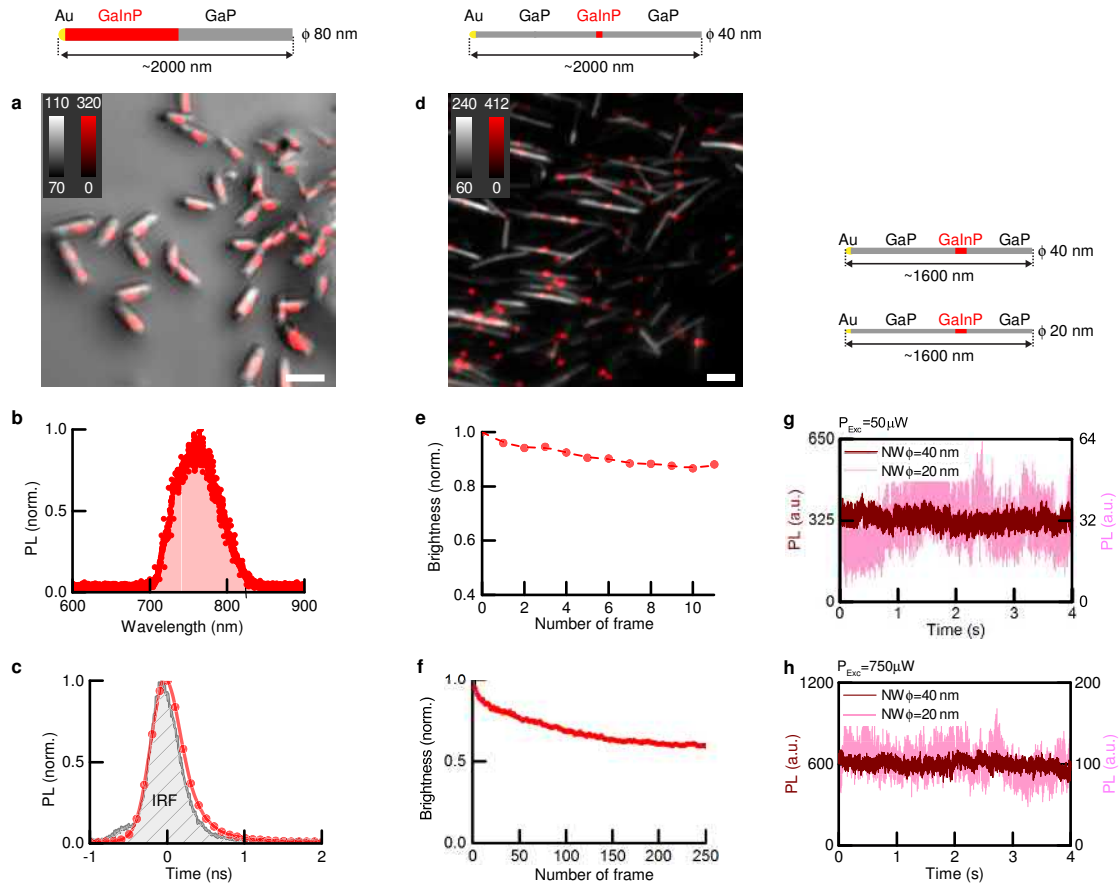 Au GaInP GaP
ϕ 80 nm
~2000 nm
Au GaP GaInP GaP
ϕ 40 nm
~2000 nm
a
110 320
70 0
d
240 412
60 0
Au GaP GaInP GaP
ϕ 40 nm
~1600 nm
Au GaP GaInP GaP
ϕ 20 nm
~1600 nm
b
PL (norm.)
1.0
0.5
0.0
600 700 800 900
Wavelength (nm)
e
Brightness (norm.)
1.0
0.8
0.6
0.4
0 2 4 6 8 10
Number of frame
g
P_Exc=50μW
NW ϕ=40 nm
NW ϕ=20 nm
PL (a.u.)
650
325
0
64
32
0
PL (a.u.)
0 1 2 3 4
Time (s)
c
PL (norm.)
1.0
0.5
0.0
IRF
-1 0 1 2
Time (ns)
f
Brightness (norm.)
1.0
0.5
0.0
0 50 100 150 200 250
Number of frame
h
P_Exc=750μW
NW ϕ=40 nm
NW ϕ=20 nm
PL (a.u.)
1200
600
0
200
100
0
PL (a.u.)
0 1 2 3 4
Time (s)